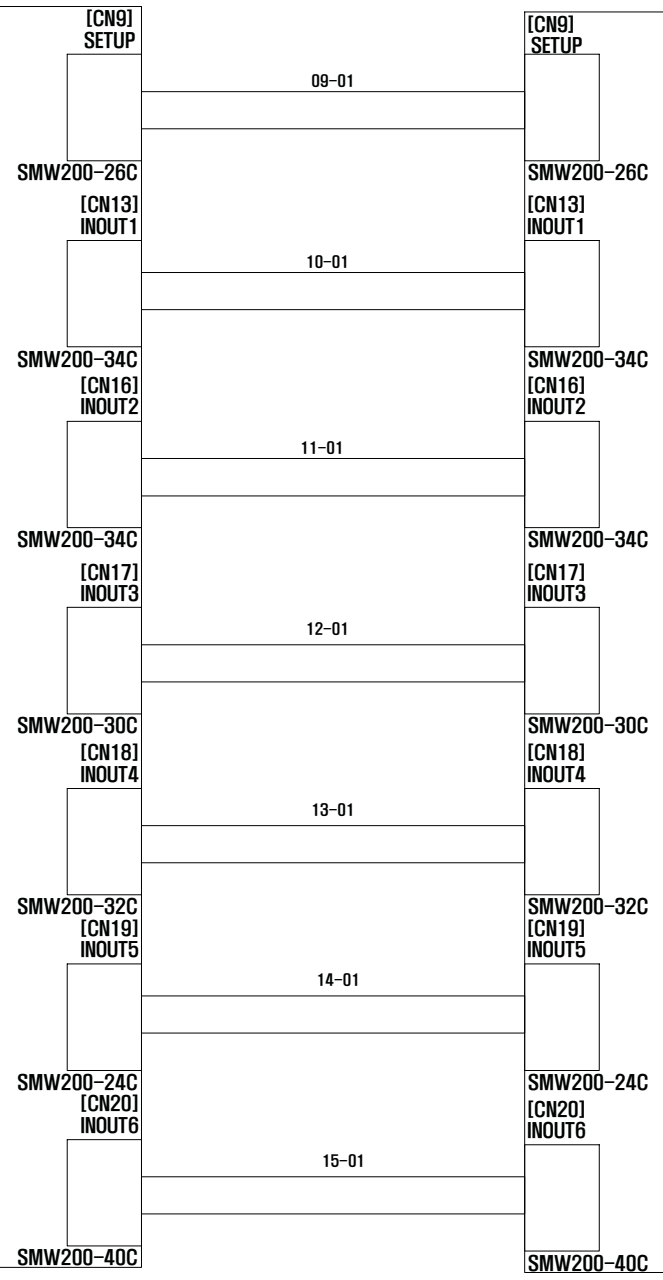 [CN9]
SETUP
[CN9]
SETUP
09-01
SMW200-26C
SMW200-26C
[CN13]
INOUT1
[CN13]
INOUT1
10-01
SMW200-34C
SMW200-34C
[CN16]
INOUT2
[CN16]
INOUT2
11-01
SMW200-34C
SMW200-34C
[CN17]
INOUT3
[CN17]
INOUT3
12-01
SMW200-30C
SMW200-30C
[CN18]
INOUT4
[CN18]
INOUT4
13-01
SMW200-32C
SMW200-32C
[CN19]
INOUT5
[CN19]
INOUT5
14-01
SMW200-24C
SMW200-24C
[CN20]
INOUT6
[CN20]
INOUT6
15-01
SMW200-40C
SMW200-40C